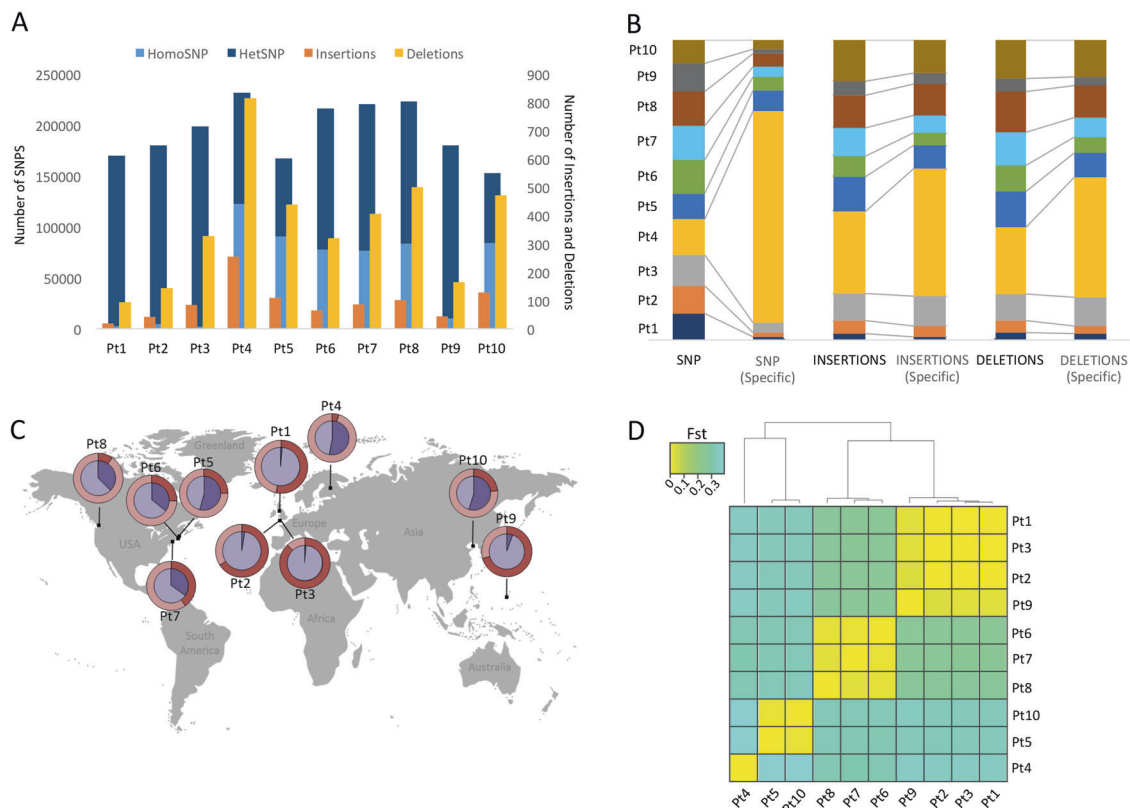 A
HomoSNP HetSNP Insertions Deletions
250000
200000
150000
100000
50000
0
Number of SNPS
900
800
700
600
500
400
300
200
100
0
Number of Insertions and Deletions
Pt1 Pt2 Pt3 Pt4 Pt5 Pt6 Pt7 Pt8 Pt9 Pt10
B
Pt10
Pt9
Pt8
Pt7
Pt6
Pt5
Pt4
Pt3
Pt2
Pt1
SNP SNP INSERTIONS INSERTIONS DELETIONS DELETIONS
(Specific) (Specific) (Specific)
C
Pt4
Pt1
Greenland
Pt8
Pt6 Pt5
Pt10
Pt9
USA
Europe
Asia
Pt2
Pt3
Pt7
Africa
South
America
Australia
D
Fst
0 0.1 0.2 0.3
Pt1
Pt3
Pt2
Pt9
Pt6
Pt7
Pt8
Pt10
Pt5
Pt4
Pt4 Pt5 Pt10 Pt8 Pt7 Pt6 Pt9 Pt2 Pt3 Pt1